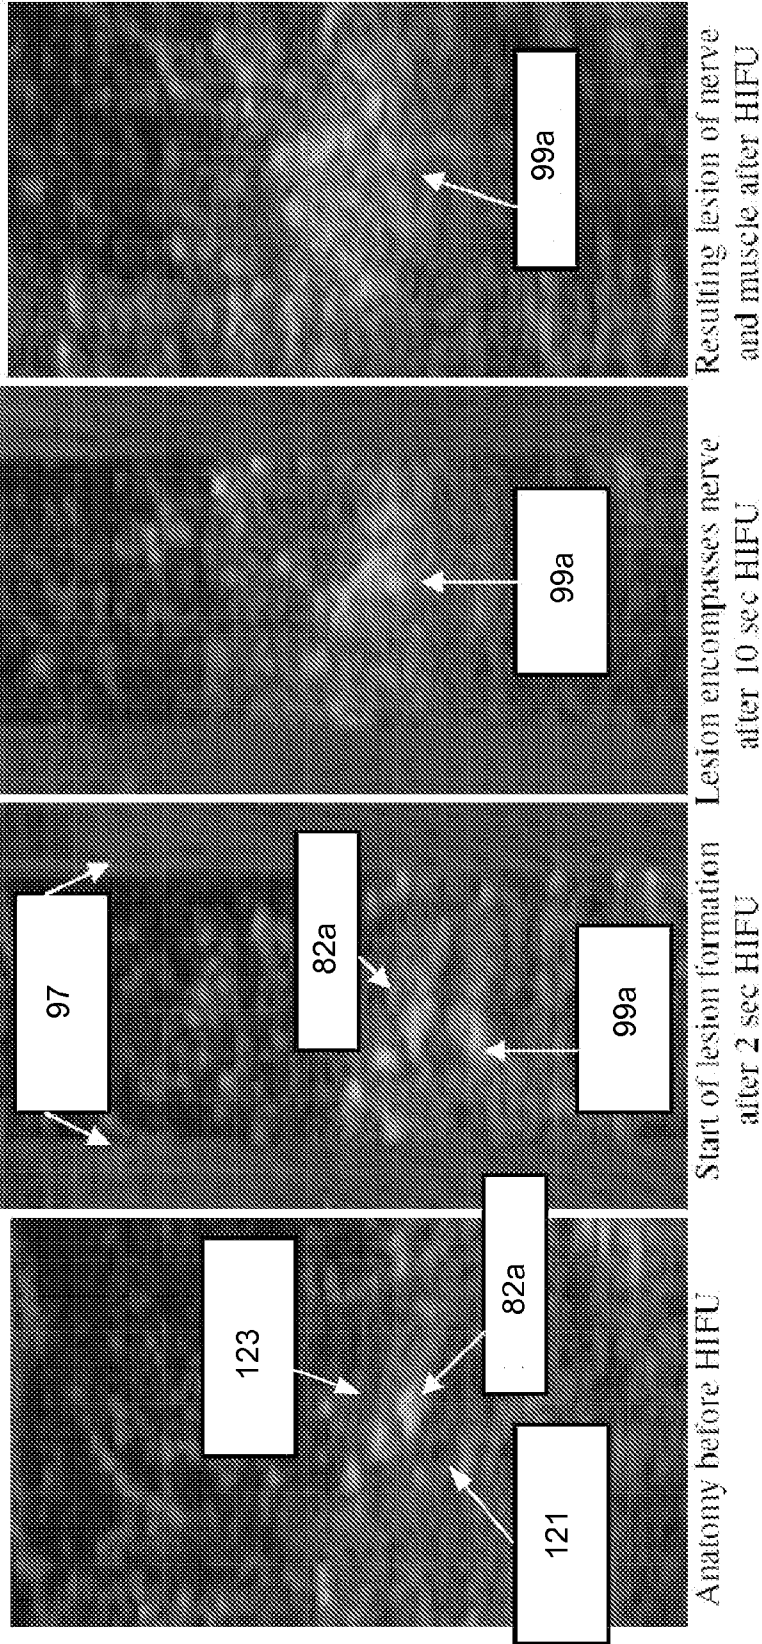 123
82a
121
Anatomy before HIFU
97
82a
99a
Start of lesion formation
after 2 sec HIFU
99a
Lesion encompasses nerve
after 10 sec HIFU
99a
Resulting lesion of nerve
and muscle after HIFU